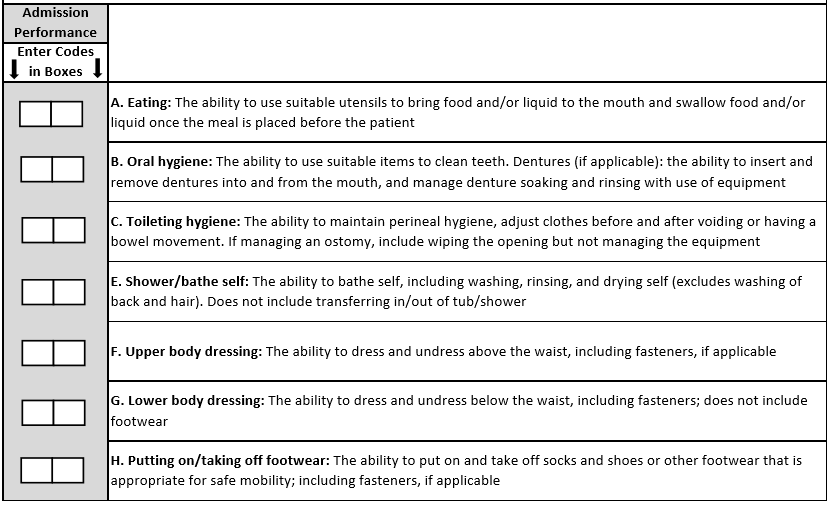 Admission
Performance
Enter Codes
in Boxes
A. Eating: The ability to use suitable utensils to bring food and/or liquid to the mouth and swallow food and/or
liquid once the meal is placed before the patient
B. Oral hygiene: The ability to use suitable items to clean teeth. Dentures (if applicable): the ability to insert and
remove dentures into and from the mouth, and manage denture soaking and rinsing with use of equipment
C. Toileting hygiene: The ability to maintain perineal hygiene, adjust clothes before and after voiding or having a
bowel movement. If managing an ostomy, include wiping the opening but not managing the equipment
E. Shower/bathe self: The ability to bathe self, including washing, rinsing, and drying self (excludes washing of
back and hair). Does not include transferring in/out of tub/shower
F. Upper body dressing: The ability to dress and undress above the waist, including fasteners, if applicable
G. Lower body dressing: The ability to dress and undress below the waist, including fasteners; does not include
footwear
H. Putting on/taking off footwear: The ability to put on and take off socks and shoes or other footwear that is
appropriate for safe mobility; including fasteners, if applicable